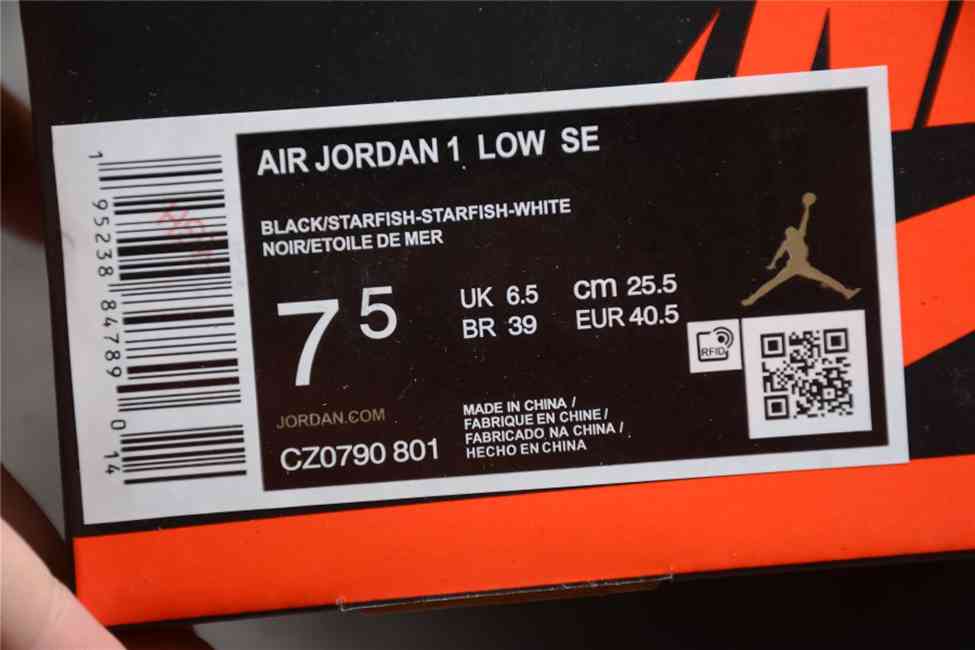 AIR JORDAN 1 LOW SE
BLACK/STARFISH-STARFISH-WHITE
NOIR/ETOILE DE MER
7 5
UK 6.5 cm 25.5
BR 39 EUR 40.5
RFID
JORDAN.COM
CZ0790 801
MADE IN CHINA /
FABRIQUE EN CHINE /
FABRICADO NA CHINA /
HECHO EN CHINA
1 95238 84789 0 14